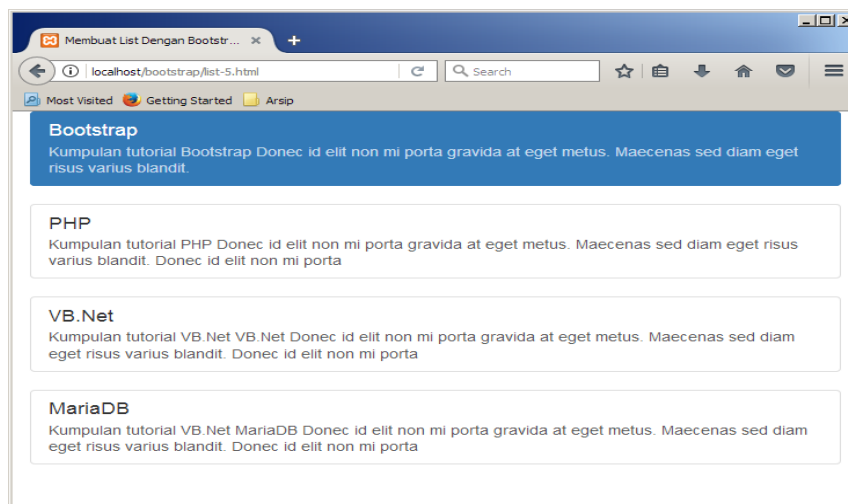 Membuat List Dengan Bootstr...
localhost/bootstrap/list-5.html
Search
Most Visited
Getting Started
Arsip
Bootstrap
Kumpulan tutorial Bootstrap Donec id elit non mi porta gravida at eget metus. Maecenas sed diam eget
risus varius blandit.
PHP
Kumpulan tutorial PHP Donec id elit non mi porta gravida at eget metus. Maecenas sed diam eget risus
varius blandit. Donec id elit non mi porta
VB.Net
Kumpulan tutorial VB.Net VB.Net Donec id elit non mi porta gravida at eget metus. Maecenas sed diam
eget risus varius blandit. Donec id elit non mi porta
MariaDB
Kumpulan tutorial VB.Net MariaDB Donec id elit non mi porta gravida at eget metus. Maecenas sed diam
eget risus varius blandit. Donec id elit non mi porta